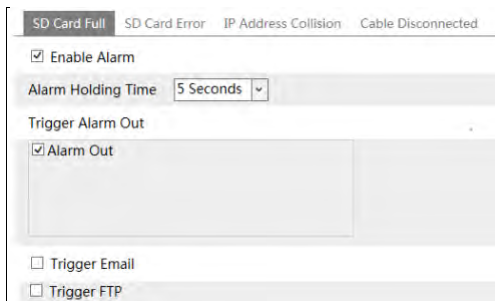 SD Card Full SD Card Error IP Address Collision Cable Disconnected
Enable Alarm
Alarm Holding Time 5 Seconds
Trigger Alarm Out
Alarm Out
Trigger Email
Trigger FTP